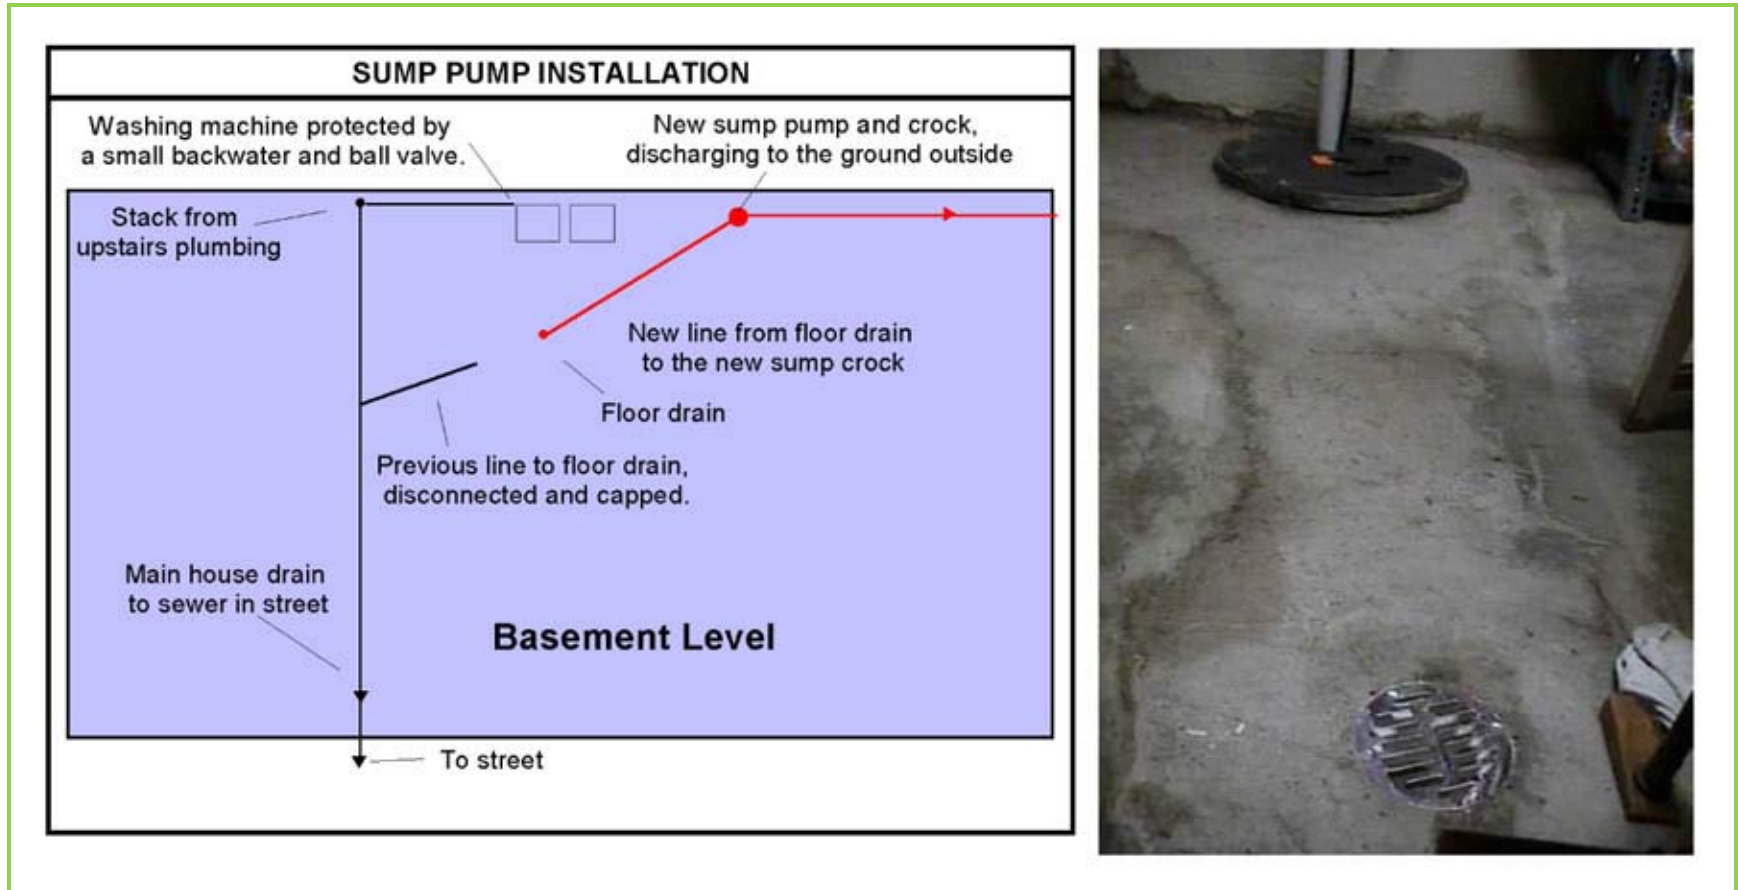 SUMP PUMP INSTALLATION
Washing machine protected by
a small backwater and ball valve.
New sump pump and crock,
discharging to the ground outside
Stack from
upstairs plumbing
New line from floor drain
to the new sump crock
Floor drain
Previous line to floor drain,
disconnected and capped.
Main house drain
to sewer in street
Basement Level
To street